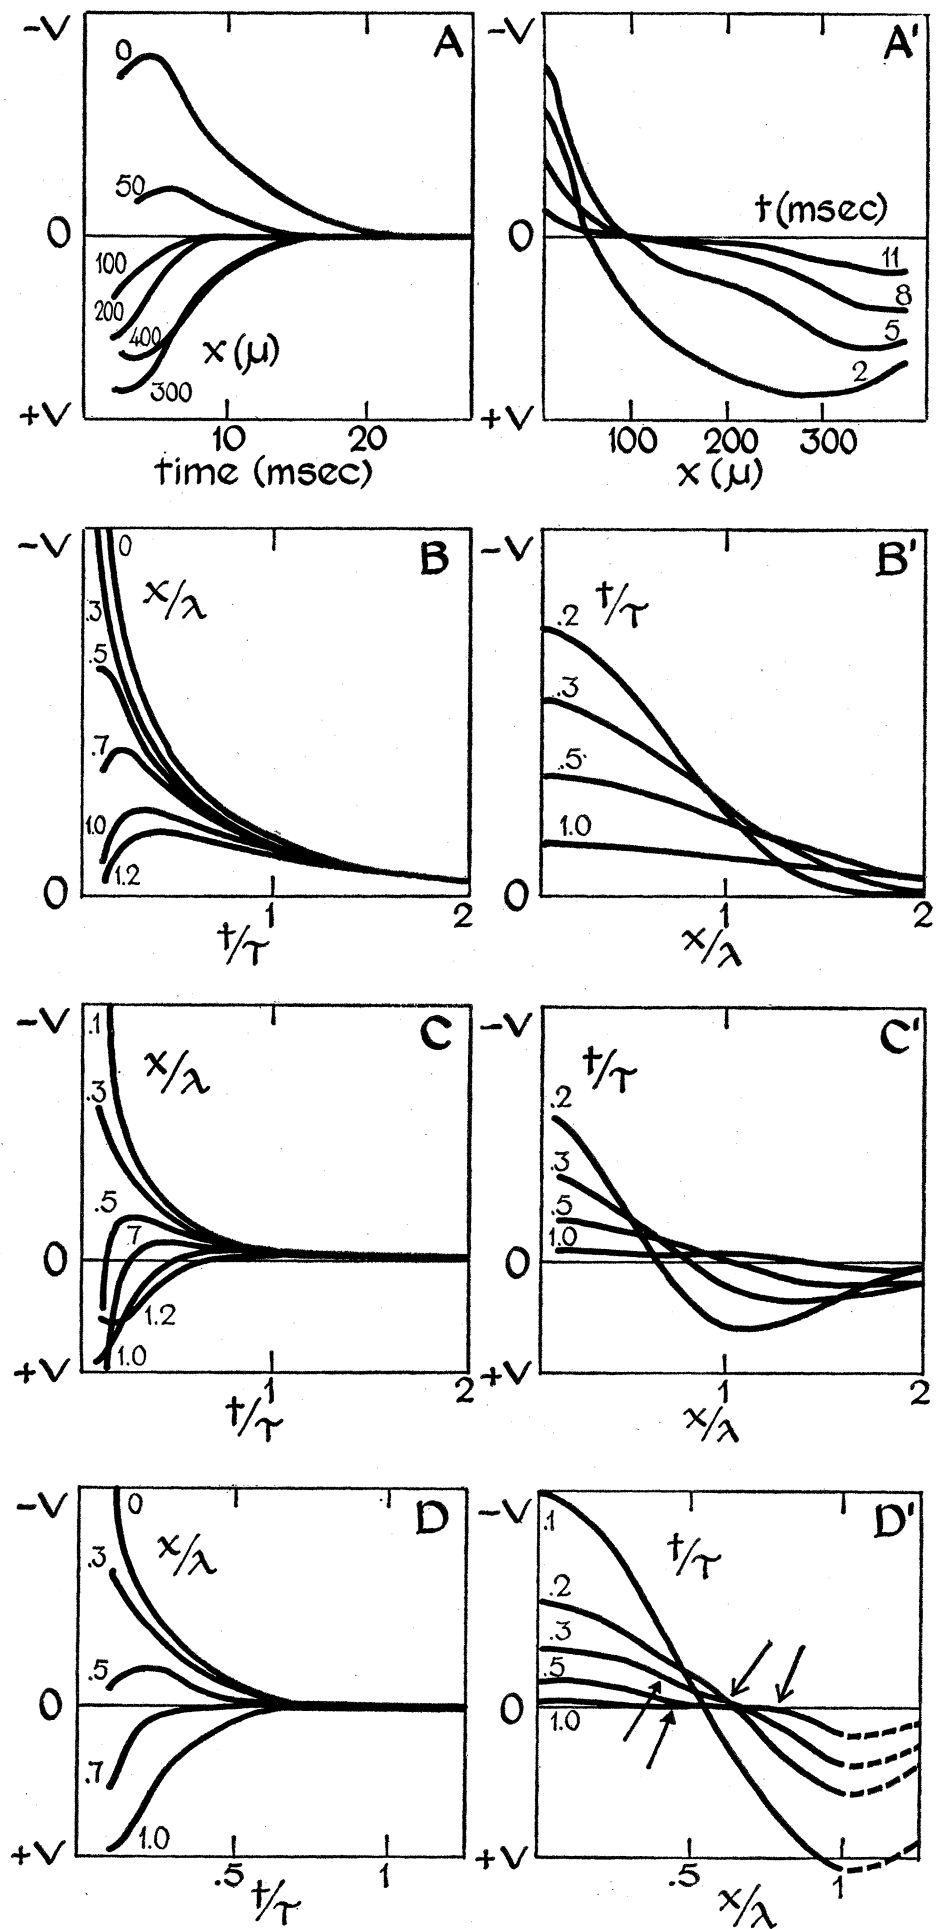 -V A
0
50
0
100
200
400
x (μ)
300
+V
10 20
time (msec)
-V A'
t (msec)
0
11
8
5
2
+V
100 200 300
x (μ)
-V B
0
x/λ
.3
.5
.7
1.0
1.2
0
1 2
t/τ
-V B'
t/τ
.2
.3
.5
1.0
0
1 2
x/λ
-V C
.1
x/λ
.3
.5
.7
0
1.2
1.0
+V
1 2
t/τ
-V C'
t/τ
.2
.3
.5
1.0
0
+V
1 2
x/λ
-V D
0
x/λ
.3
.5
0
.7
1.0
+V
.5 1
t/τ
-V D'
.1
t/τ
.2
.3
.5
0
1.0
+V
.5 1
x/λ